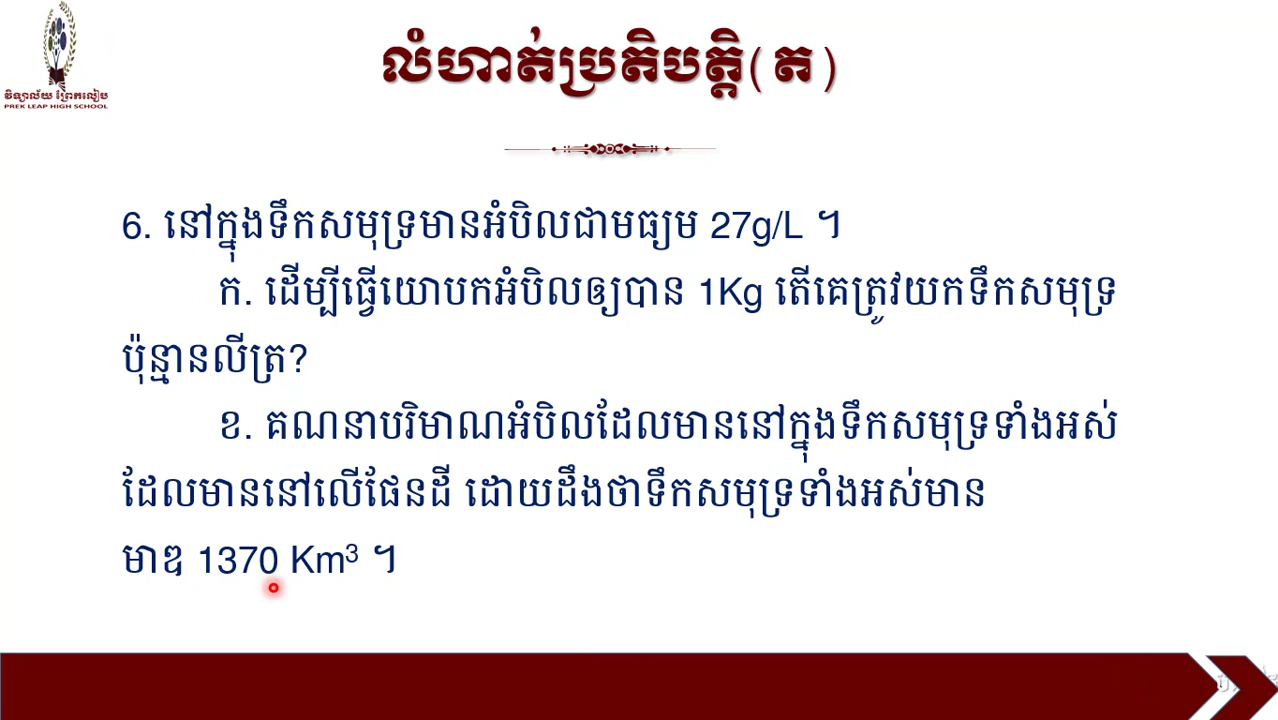 វិទ្យាល័យ ព្រែកលៀប
PREK LEAP HIGH SCHOOL
លំហាត់ប្រតិបត្តិ(ត)
6. នៅក្នុងទឹកសមុទ្រមានអំបិលជាមធ្យម 27g/L ។
ក. ដើម្បីធ្វើយោបកអំបិលឲ្យបាន 1Kg តើគេត្រូវយកទឹកសមុទ្រ
ប៉ុន្មានលីត្រ?
ខ. គណនាបរិមាណអំបិលដែលមាននៅក្នុងទឹកសមុទ្រទាំងអស់
ដែលមាននៅលើផែនដី ដោយដឹងថាទឹកសមុទ្រទាំងអស់មាន
មាឌ 1370 Km³ ។